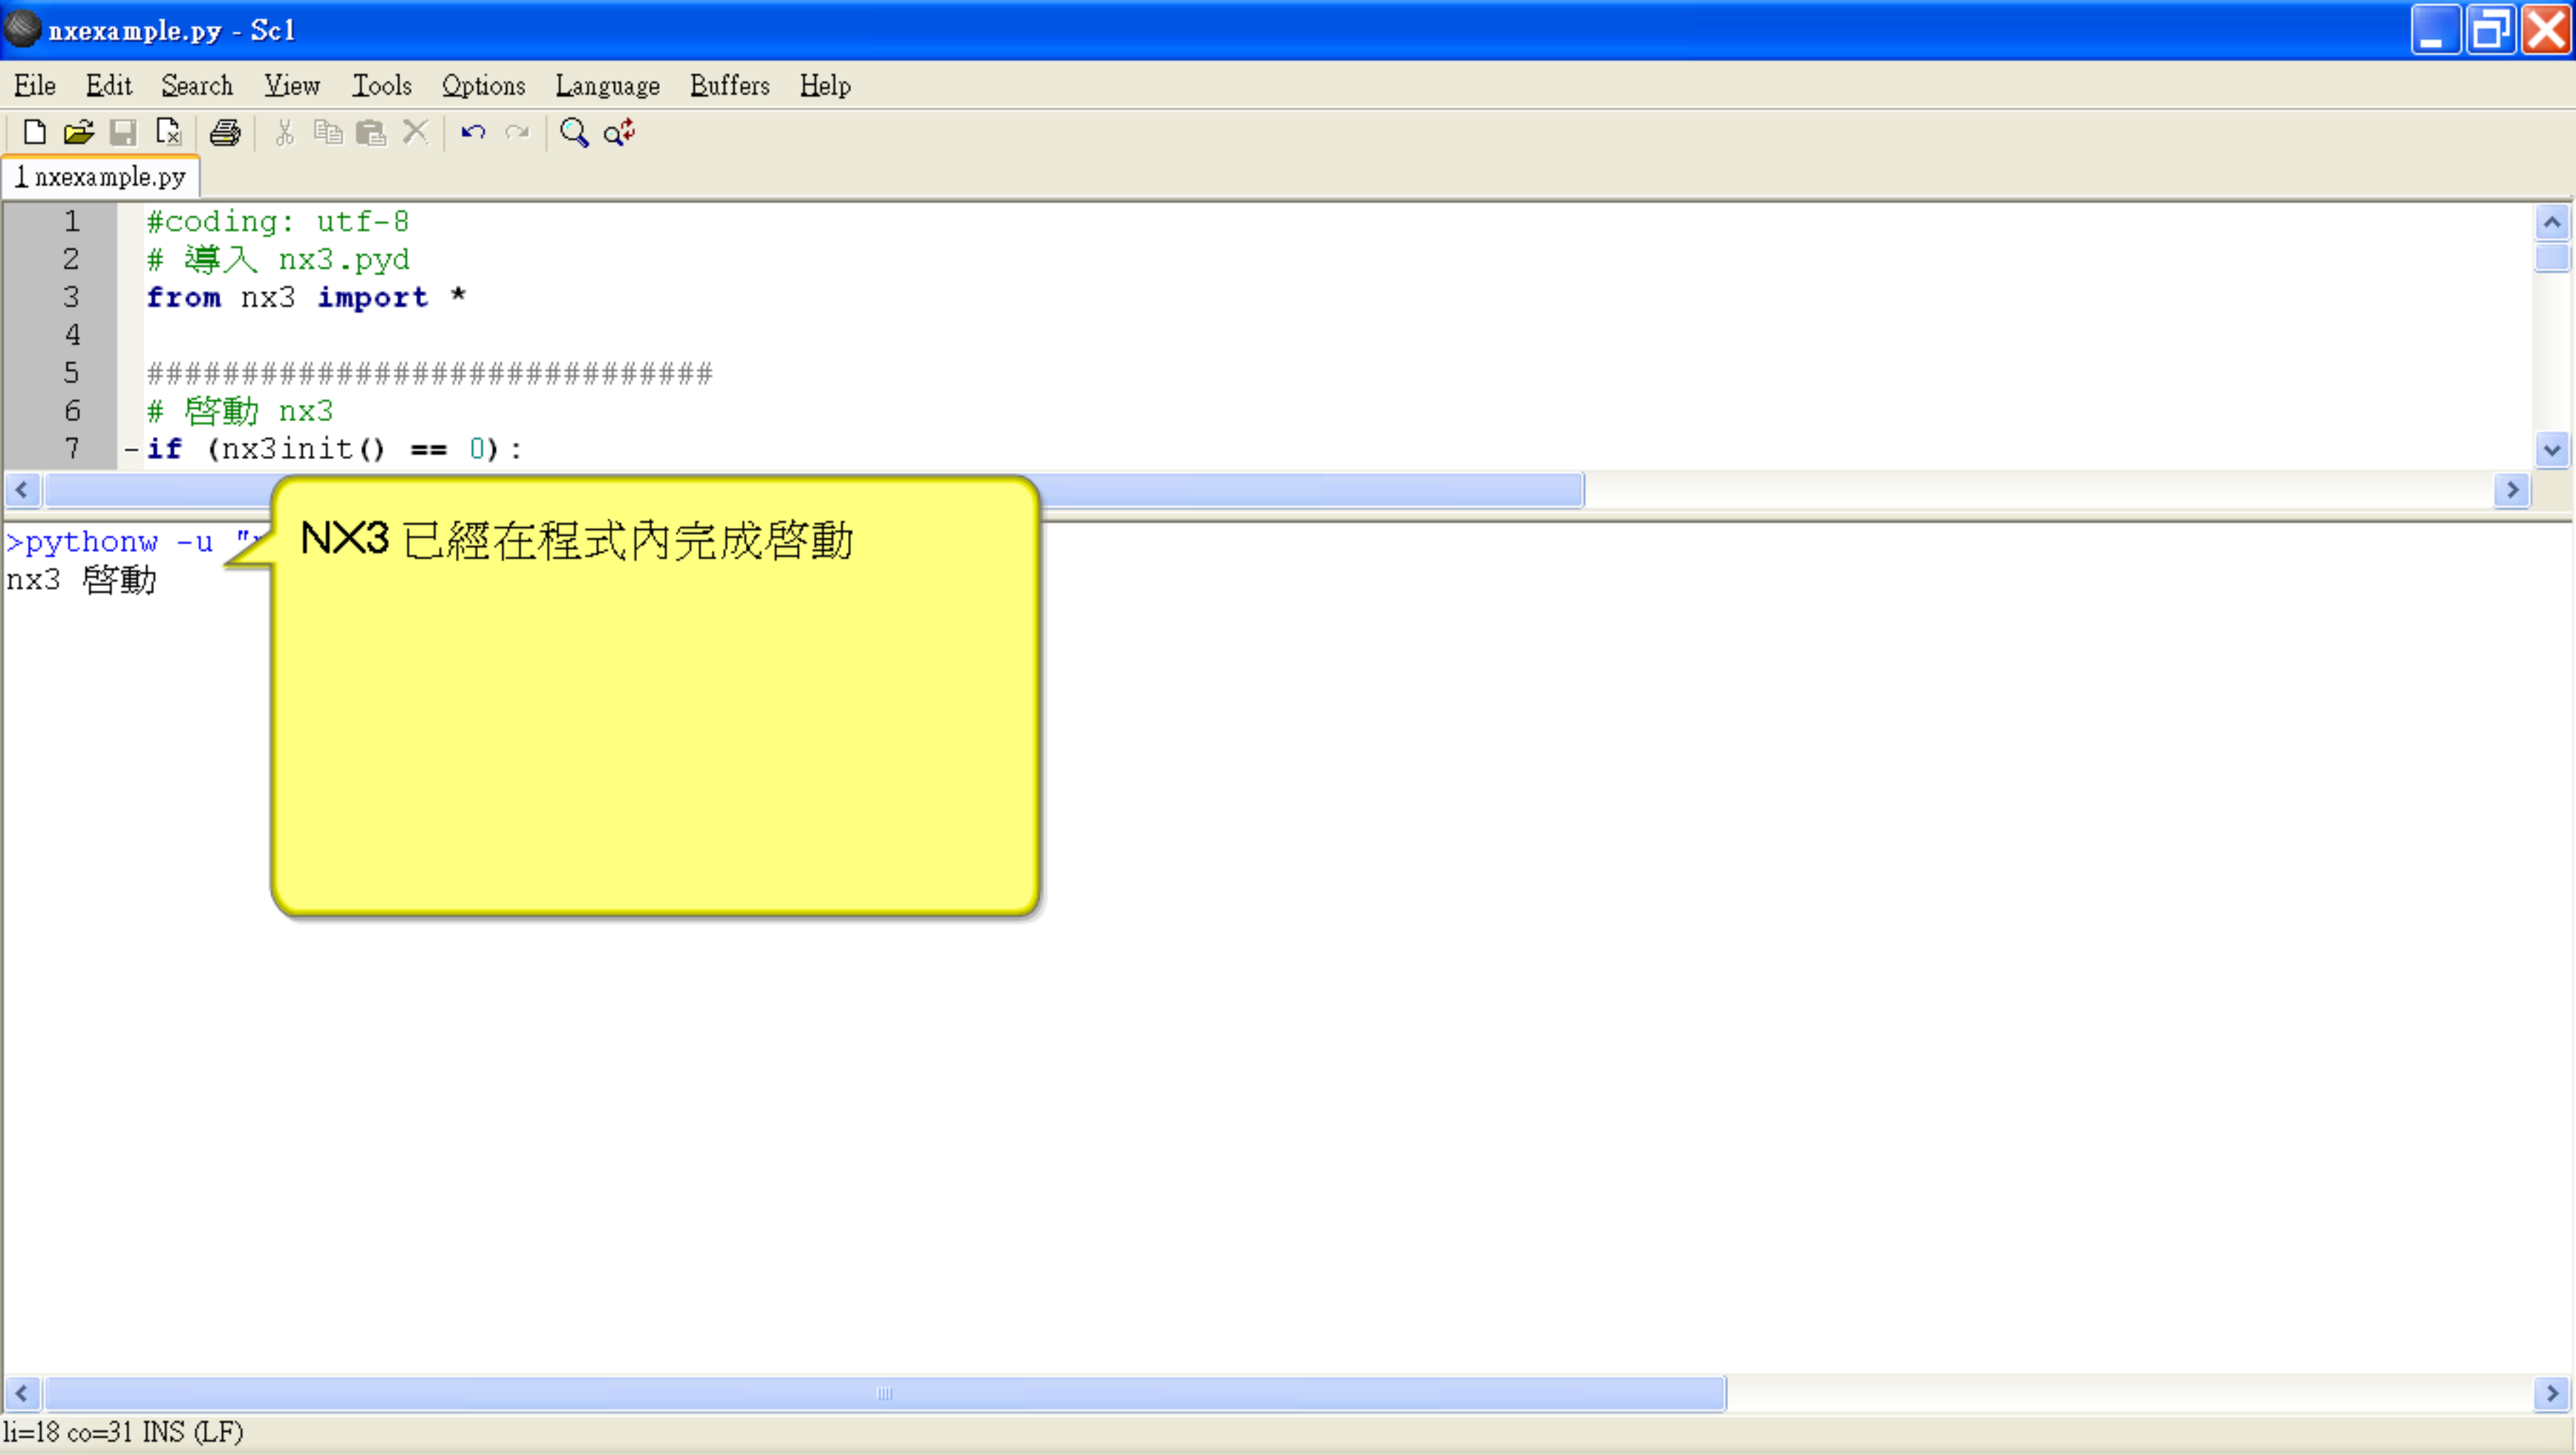 nxexample.py - Sc1
File Edit Search View Tools Options Language Buffers Help
1 nxexample.py
1 #coding: utf-8
2 # 導入 nx3.pyd
3 from nx3 import *
4
5 ##############################
6 # 啓動 nx3
7 if (nx3init() == 0):
NX3 已經在程式內完成啓動
>pythonw -u
nx3 啓動
li=18 co=31 INS (LF)